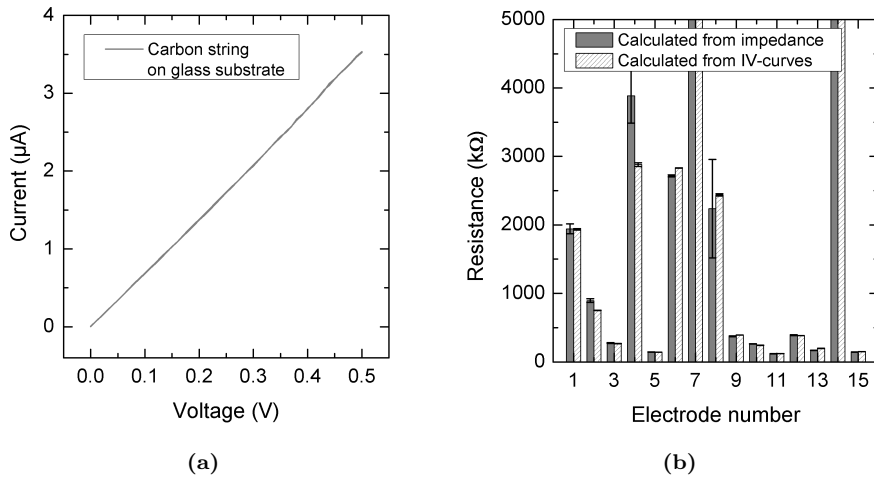 4
3
2
1
0
Current (μA)
Carbon string
on glass substrate
0.0 0.1 0.2 0.3 0.4 0.5
Voltage (V)
(a)
5000
4000
3000
2000
1000
0
Resistance (kΩ)
Calculated from impedance
Calculated from IV-curves
1 3 5 7 9 11 13 15
Electrode number
(b)